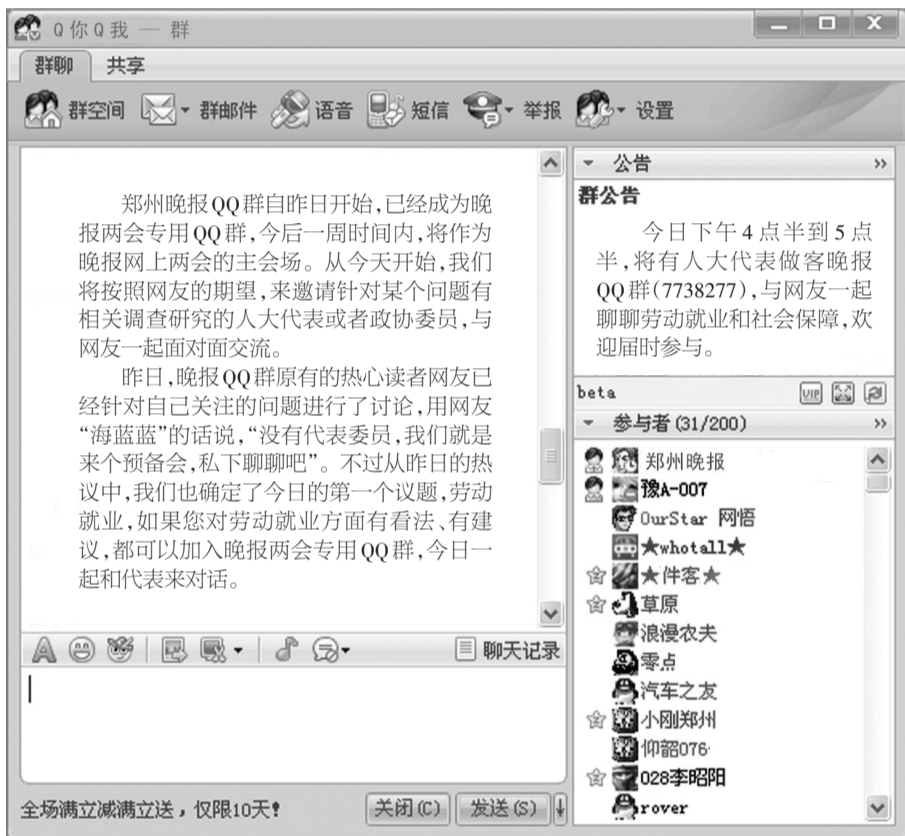 Q你Q我 — 群
群聊 共享
群空间 群邮件 语音 短信 举报 设置
郑州晚报QQ群自昨日开始,已经成为晚
报两会专用QQ群,今后一周时间内,将作为
晚报网上两会的主会场。从今天开始,我们
将按照网友的期望,来邀请针对某个问题有
相关调查研究的人大代表或者政协委员,与
网友一起面对面交流。
昨日,晚报QQ群原有的热心读者网友已
经针对自己关注的问题进行了讨论,用网友
“海蓝蓝”的话说,“没有代表委员,我们就是
来个预备会,私下聊聊吧”。不过从昨日的热
议中,我们也确定了今日的第一个议题,劳动
就业,如果您对劳动就业方面有看法、有建
议,都可以加入晚报两会专用QQ群,今日一
起和代表来对话。
聊天记录
全场满立减满立送，仅限10天!
关闭(C) 发送(S)
公告
群公告
今日下午4点半到5点
半,将有人大代表做客晚报
QQ群(7738277),与网友一起
聊聊劳动就业和社会保障,欢
迎届时参与。
beta VIP
参与者(31/200)
郑州晚报
豫A-007
OurStar 网悟
★whotall★
★件客★
草原
浪漫农夫
零点
汽车之友
小刚郑州
仰韶076
028李昭阳
rover